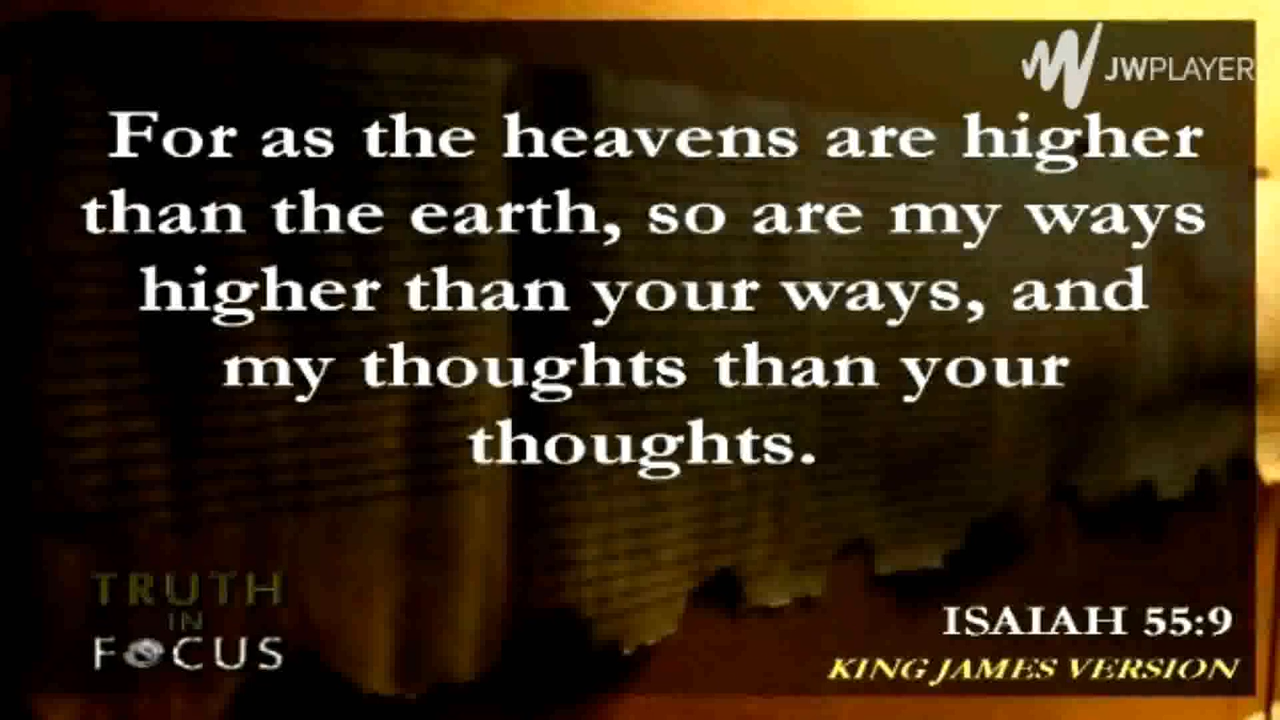 JWPLAYER
For as the heavens are higher
than the earth, so are my ways
higher than your ways, and
my thoughts than your
thoughts.
TRUTH
IN
FOCUS
ISAIAH 55:9
KING JAMES VERSION